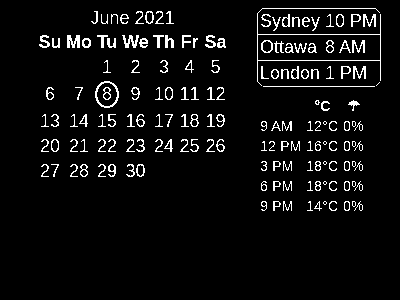 June 2021
Su Mo Tu We Th Fr Sa
1 2 3 4 5
6 7 8 9 10 11 12
13 14 15 16 17 18 19
20 21 22 23 24 25 26
27 28 29 30
Sydney 10 PM
Ottawa 8 AM
London 1 PM
°C ☂
9 AM 12°C 0%
12 PM 16°C 0%
3 PM 18°C 0%
6 PM 18°C 0%
9 PM 14°C 0%